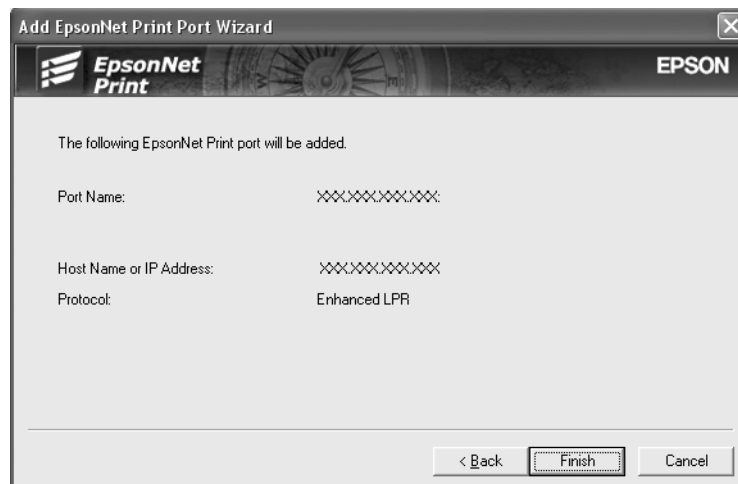 Add EpsonNet Print Port Wizard
EpsonNet
Print
EPSON
The following EpsonNet Print port will be added.
Port Name: XXX.XXX.XXX.XXX:
Host Name or IP Address: XXX.XXX.XXX.XXX
Protocol: Enhanced LPR
< Back Finish Cancel